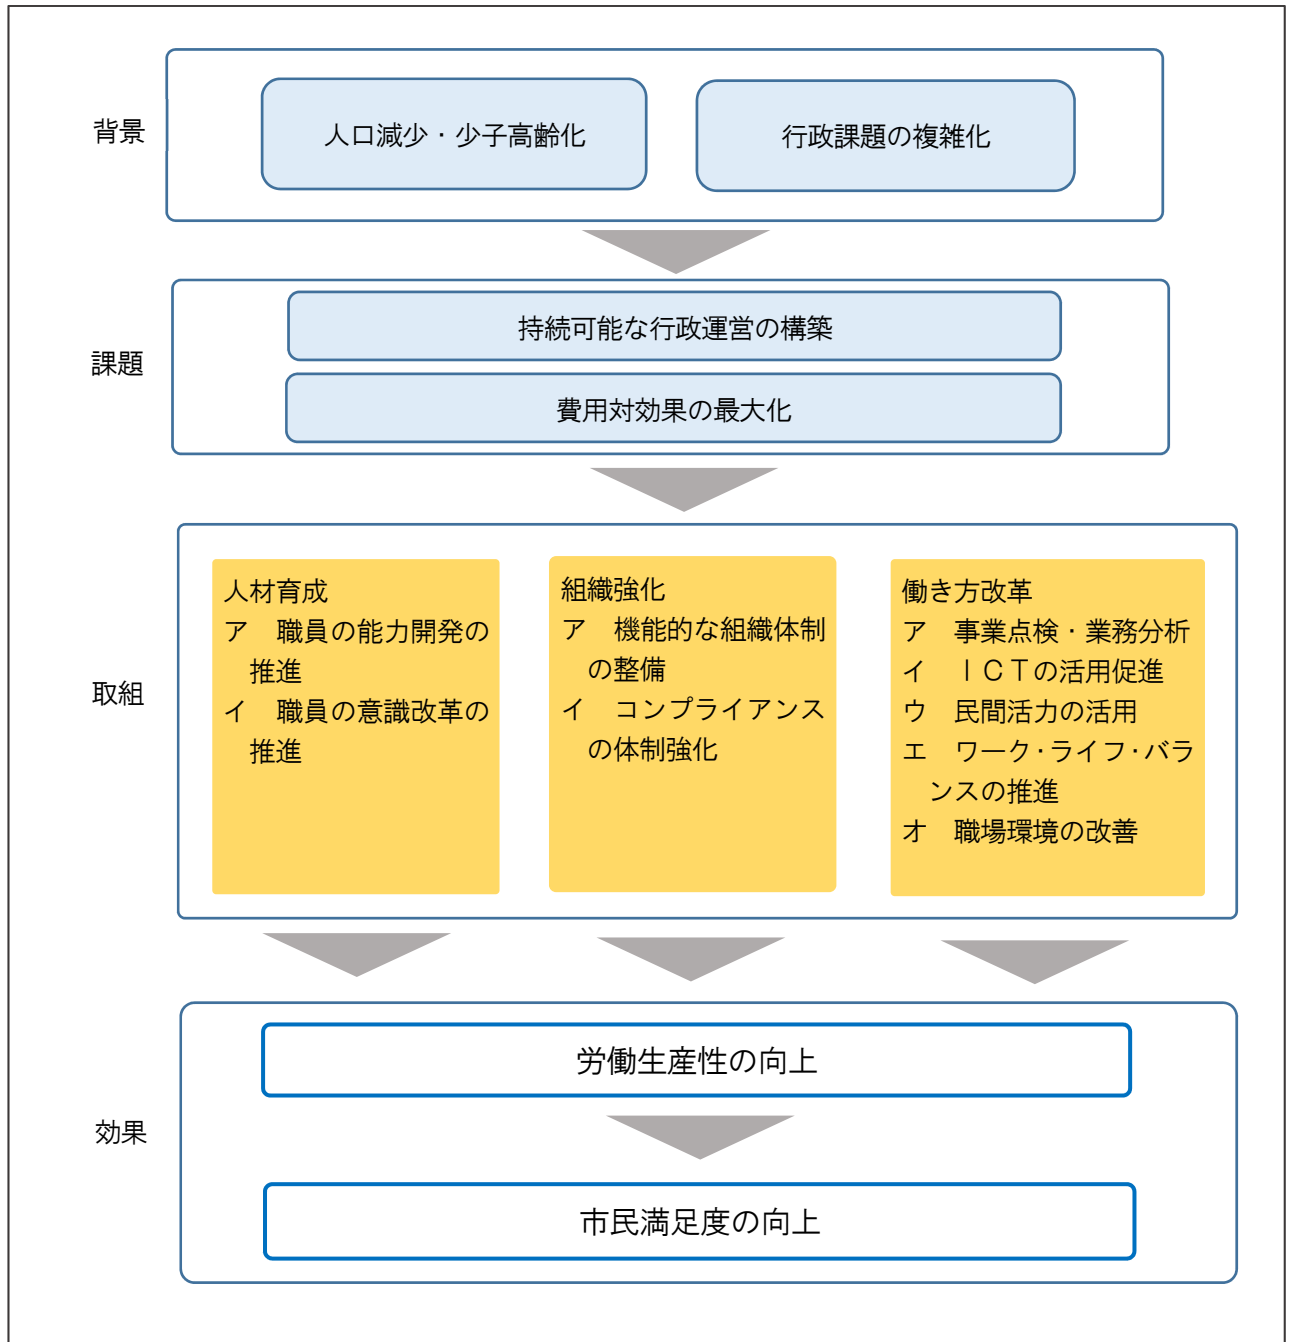 背景
人口減少・少子高齢化
行政課題の複雑化
課題
持続可能な行政運営の構築
費用対効果の最大化
取組
人材育成
ア　職員の能力開発の
推進
イ　職員の意識改革の
推進
組織強化
ア　機能的な組織体制
の整備
イ　コンプライアンス
の体制強化
働き方改革
ア　事業点検・業務分析
イ　ＩＣＴの活用促進
ウ　民間活力の活用
エ　ワーク・ライフ・バラ
ンスの推進
オ　職場環境の改善
効果
労働生産性の向上
市民満足度の向上